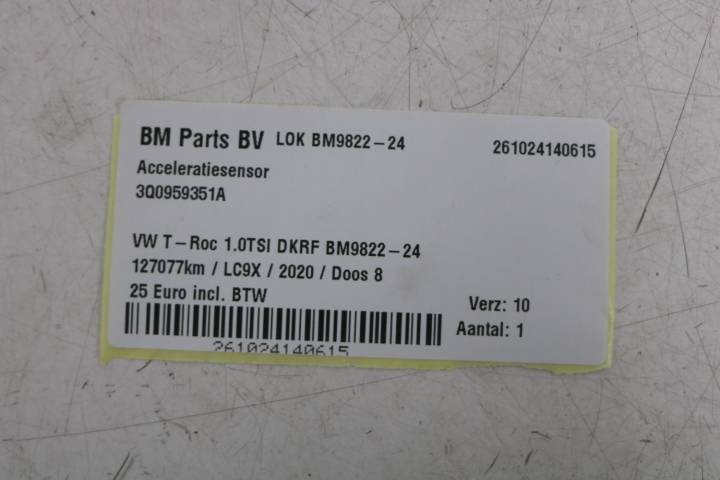 BM Parts BV LOK BM9822-24 261024140615
Acceleratiesensor
3Q0959351A
VW T-Roc 1.0TSI DKRF BM9822-24
127077km / LC9X / 2020 / Doos 8
25 Euro incl. BTW
Verz: 10
Aantal: 1
261024140615